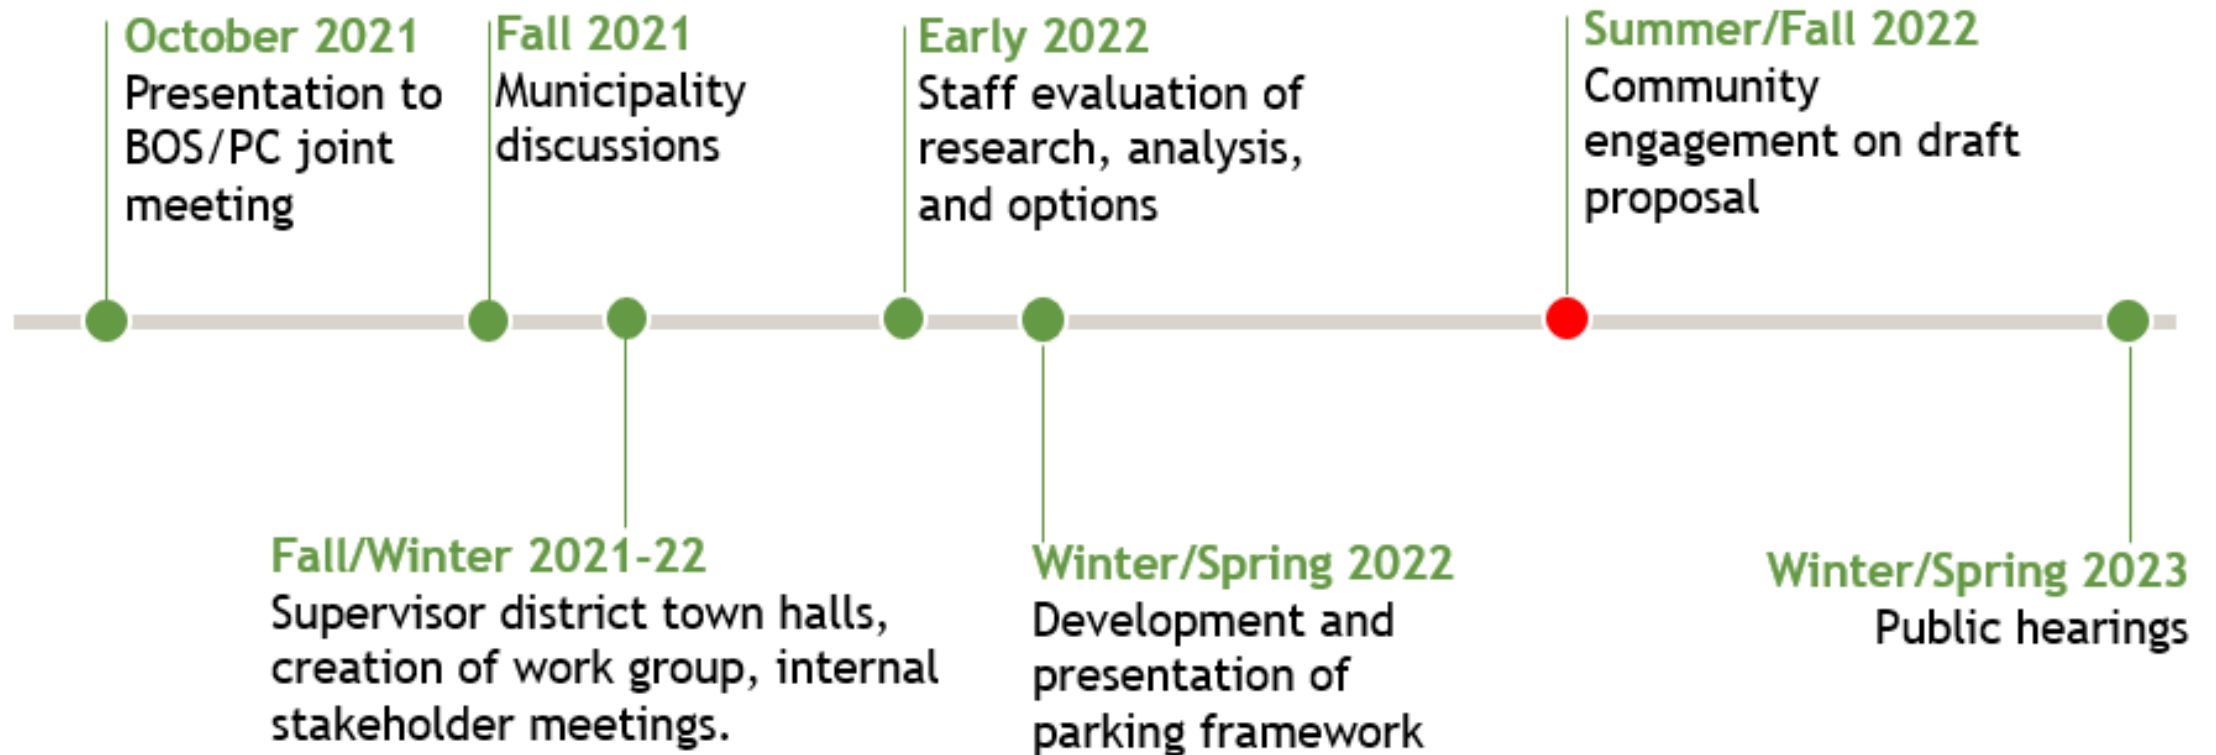 October 2021
Presentation to
BOS/PC joint
meeting
Fall 2021
Municipality
discussions
Early 2022
Staff evaluation of
research, analysis,
and options
Summer/Fall 2022
Community
engagement on draft
proposal
Fall/Winter 2021-22
Supervisor district town halls,
creation of work group, internal
stakeholder meetings.
Winter/Spring 2022
Development and
presentation of
parking framework
Winter/Spring 2023
Public hearings